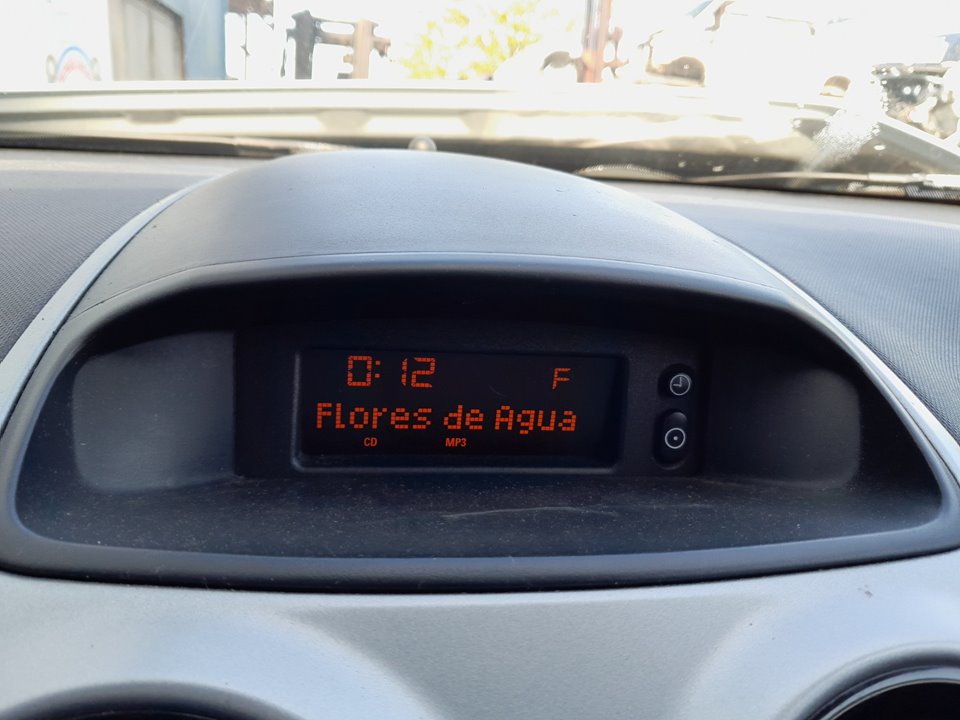 0:12 F
Flores de Agua
CD MP3